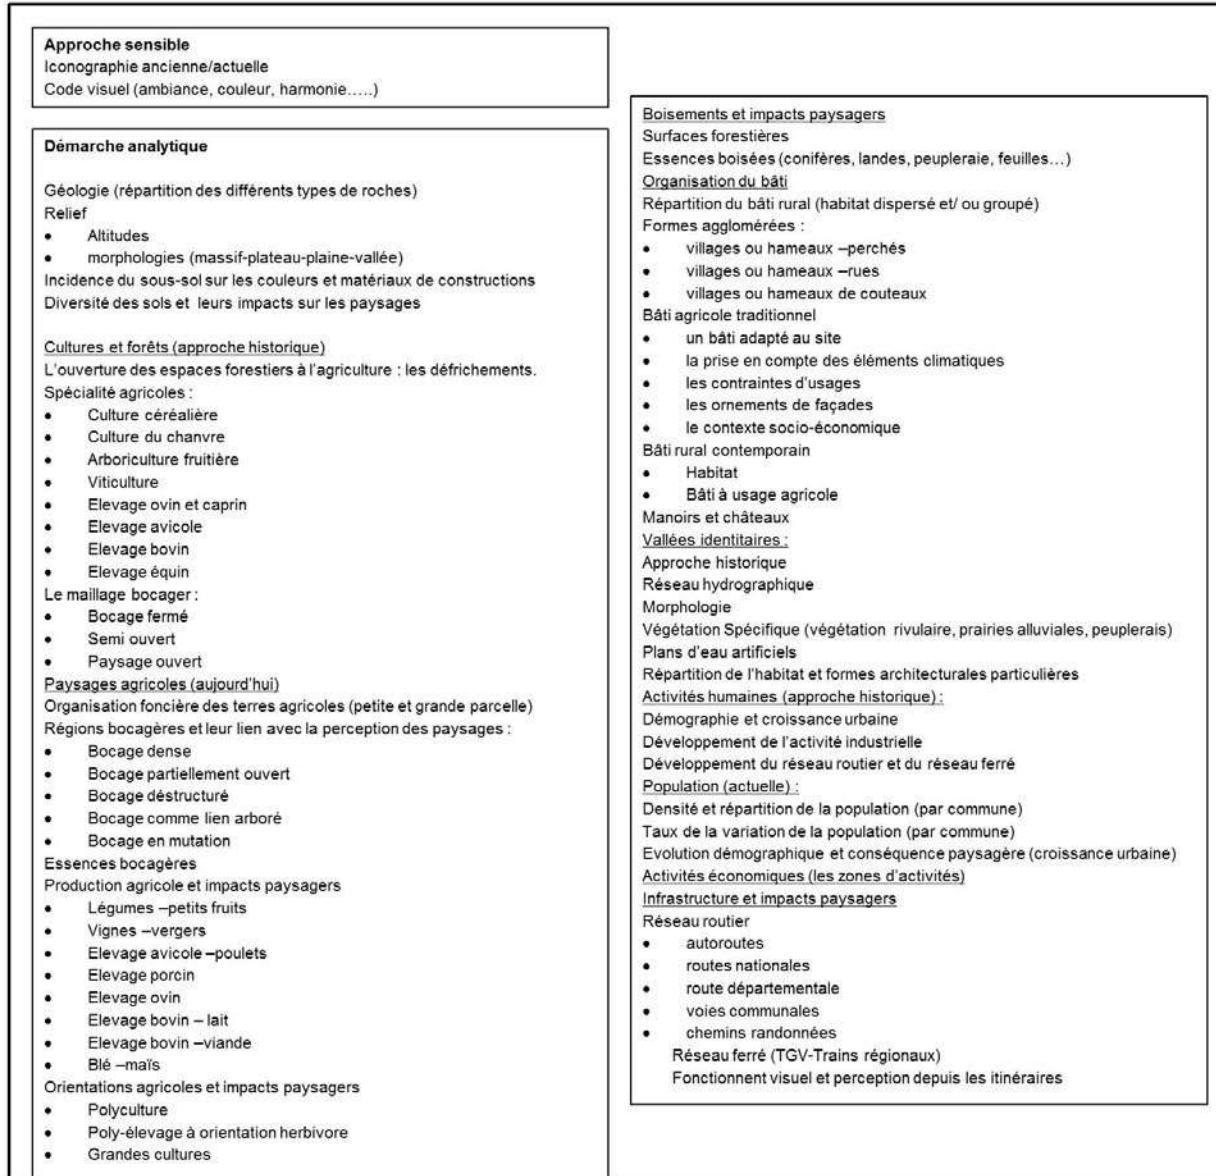 Approche sensible
Iconographie ancienne/actuelle
Code visuel (ambiance, couleur, harmonie…..)
Démarche analytique
Géologie (répartition des différents types de roches)
Relief
• Altitudes
• morphologies (massif-plateau-plaine-vallée)
Incidence du sous-sol sur les couleurs et matériaux de constructions
Diversité des sols et leurs impacts sur les paysages
Cultures et forêts (approche historique)
L'ouverture des espaces forestiers à l'agriculture : les défrichements.
Spécialité agricoles :
• Culture céréalière
• Culture du chanvre
• Arboriculture fruitière
• Viticulture
• Elevage ovin et caprin
• Elevage avicole
• Elevage bovin
• Elevage équin
Le maillage bocager :
• Bocage fermé
• Semi ouvert
• Paysage ouvert
Paysages agricoles (aujourd'hui)
Organisation foncière des terres agricoles (petite et grande parcelle)
Régions bocagères et leur lien avec la perception des paysages :
• Bocage dense
• Bocage partiellement ouvert
• Bocage déstructuré
• Bocage comme lien arboré
• Bocage en mutation
Essences bocagères
Production agricole et impacts paysagers
• Légumes –petits fruits
• Vignes –vergers
• Elevage avicole –poulets
• Elevage porcin
• Elevage ovin
• Elevage bovin – lait
• Elevage bovin –viande
• Blé –maïs
Orientations agricoles et impacts paysagers
• Polyculture
• Poly-élevage à orientation herbivore
• Grandes cultures
Boisements et impacts paysagers
Surfaces forestières
Essences boisées (conifères, landes, peupleraie, feuilles…)
Organisation du bâti
Répartition du bâti rural (habitat dispersé et/ ou groupé)
Formes agglomérées :
• villages ou hameaux –perchés
• villages ou hameaux –rues
• villages ou hameaux de couteaux
Bâti agricole traditionnel
• un bâti adapté au site
• la prise en compte des éléments climatiques
• les contraintes d'usages
• les ornements de façades
• le contexte socio-économique
Bâti rural contemporain
• Habitat
• Bâti à usage agricole
Manoirs et châteaux
Vallées identitaires :
Approche historique
Réseau hydrographique
Morphologie
Végétation Spécifique (végétation rivulaire, prairies alluviales, peuplerais)
Plans d'eau artificiels
Répartition de l'habitat et formes architecturales particulières
Activités humaines (approche historique) :
Démographie et croissance urbaine
Développement de l'activité industrielle
Développement du réseau routier et du réseau ferré
Population (actuelle) :
Densité et répartition de la population (par commune)
Taux de la variation de la population (par commune)
Evolution démographique et conséquence paysagère (croissance urbaine)
Activités économiques (les zones d'activités)
Infrastructure et impacts paysagers
Réseau routier
• autoroutes
• routes nationales
• route départementale
• voies communales
• chemins randonnées
Réseau ferré (TGV-Trains régionaux)
Fonctionnent visuel et perception depuis les itinéraires